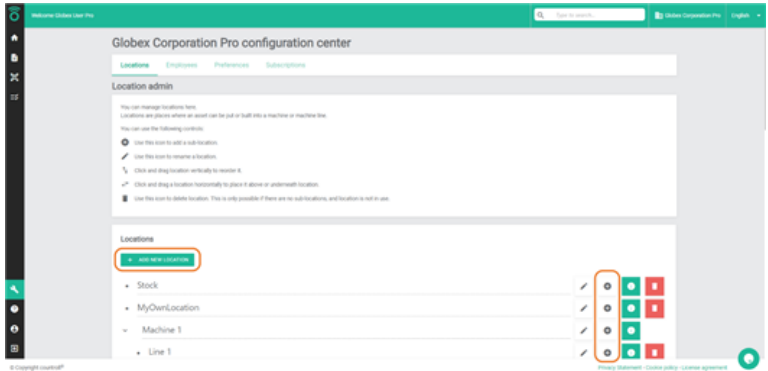 Welcome Globex User Pro
Type to search...
Globex Corporation Pro
English
Globex Corporation Pro configuration center
Locations
Employees
Preferences
Subscriptions
Location admin
You can manage locations here.
Locations are places where an asset can be put or built into a machine or machine line.
You can use the following controls:
Use this icon to add a sub-location.
Use this icon to rename a location.
Click and drag location vertically to reorder it.
Click and drag a location horizontally to place it above or underneath location.
Use this icon to delete location. This is only possible if there are no sub-locations, and location is not in use.
Locations
+ ADD NEW LOCATION
Stock
MyOwnLocation
Machine 1
Line 1
© Copyright countroll®
Privacy Statement - Cookie policy - License agreement